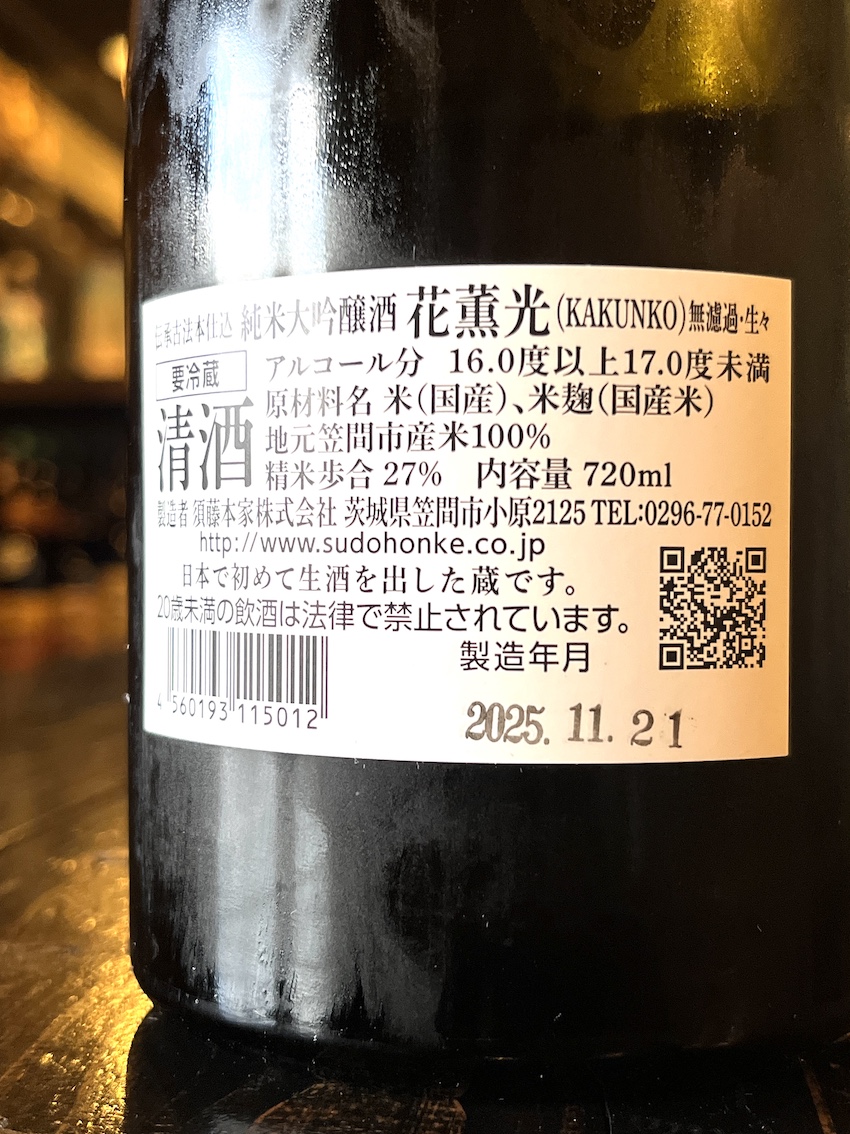 伝承古法本仕込 純米大吟醸酒 花薫光(KAKUNKO)無濾過・生々
要冷蔵
清酒
アルコール分 16.0度以上17.0度未満
原材料名 米(国産)、米麹(国産米)
地元笠間市産米100%
精米歩合 27% 内容量 720ml
製造者 須藤本家株式会社 茨城県笠間市小原2125 TEL:0296-77-0152
http://www.sudohonke.co.jp
日本で初めて生酒を出した蔵です。
20歳未満の飲酒は法律で禁止されています。
製造年月
4 560193 115012
2025. 11. 21